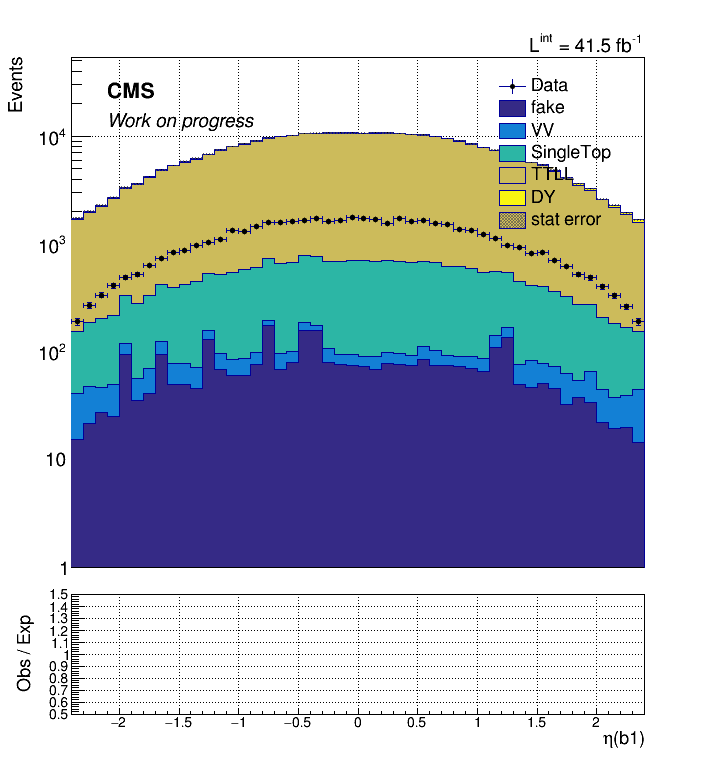 L^int = 41.5 fb^-1
Events
CMS
Work on progress
Data
fake
VV
SingleTop
TTLL
DY
stat error
10^4
10^3
10^2
10
1
Obs / Exp
1.5
1.4
1.3
1.2
1.1
1
0.9
0.8
0.7
0.6
0.5
−2 −1.5 −1 −0.5 0 0.5 1 1.5 2
η(b1)